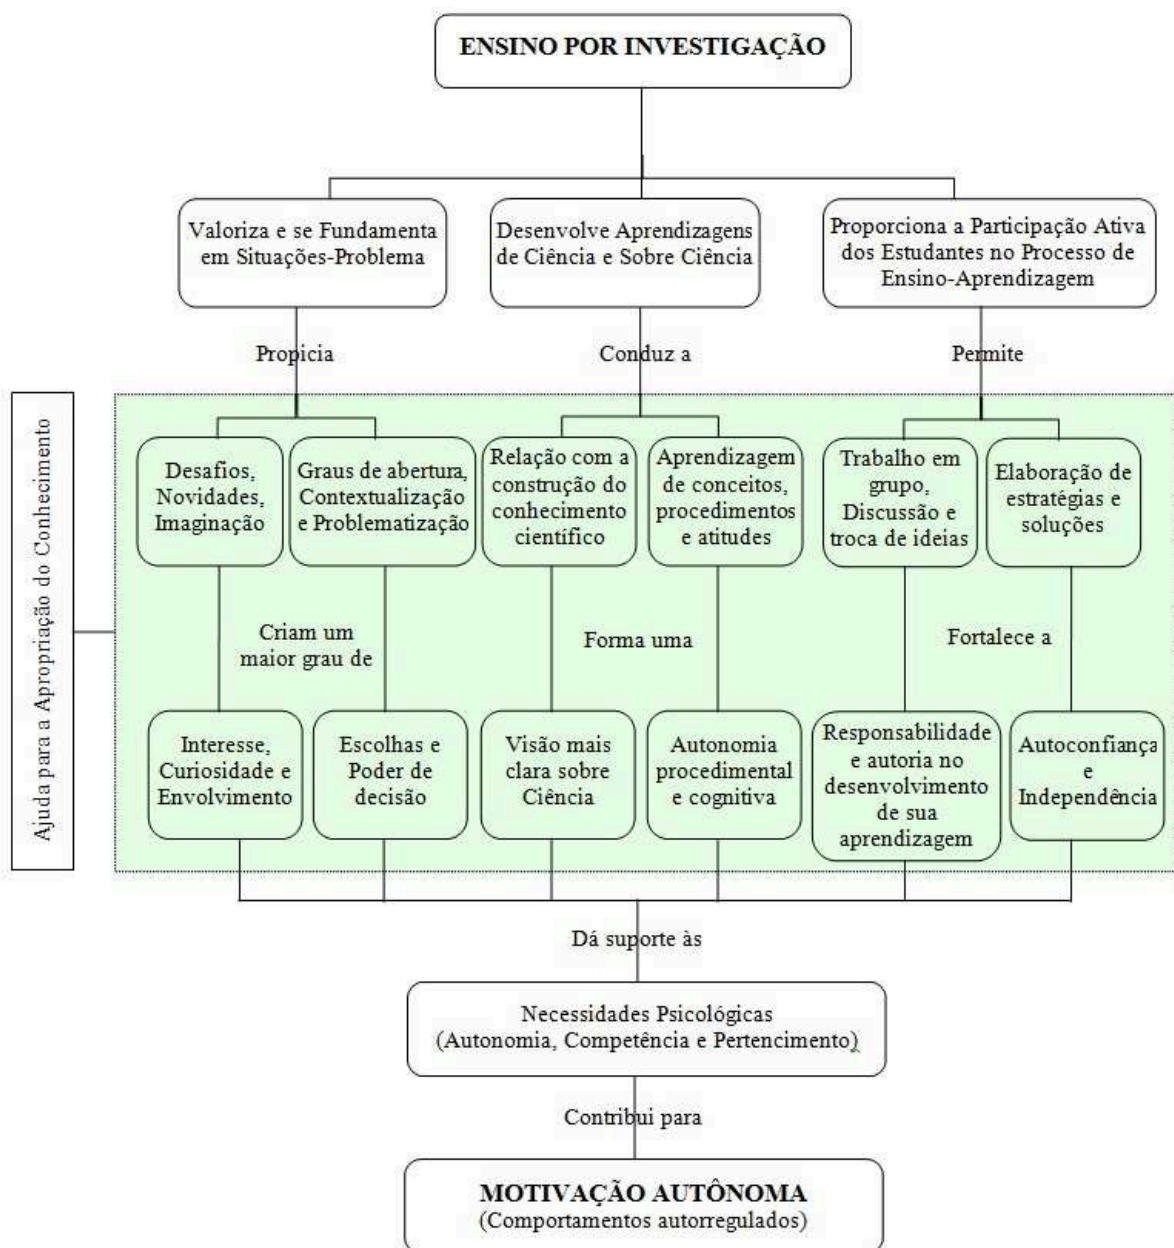 ENSINO POR INVESTIGAÇÃO
Valoriza e se Fundamenta
em Situações-Problema
Desenvolve Aprendizagens
de Ciência e Sobre Ciência
Proporciona a Participação Ativa
dos Estudantes no Processo de
Ensino-Aprendizagem
Propicia
Conduz a
Permite
Ajuda para a Apropriação do Conhecimento
Desafios,
Novidades,
Imaginação
Graus de abertura,
Contextualização
e Problematização
Relação com a
construção do
conhecimento
científico
Aprendizagem
de conceitos,
procedimentos
e atitudes
Trabalho em
grupo,
Discussão e
troca de ideias
Elaboração de
estratégias e
soluções
Criam um
maior grau de
Forma uma
Fortalece a
Interesse,
Curiosidade e
Envolvimento
Escolhas e
Poder de
decisão
Visão mais
clara sobre
Ciência
Autonomia
procedimental
e cognitiva
Responsabilidade
e autoria no
desenvolvimento
de sua
aprendizagem
Autoconfiança
e
Independência
Dá suporte às
Necessidades Psicológicas
(Autonomia, Competência e Pertencimento)
Contribui para
MOTIVAÇÃO AUTÔNOMA
(Comportamentos autorregulados)